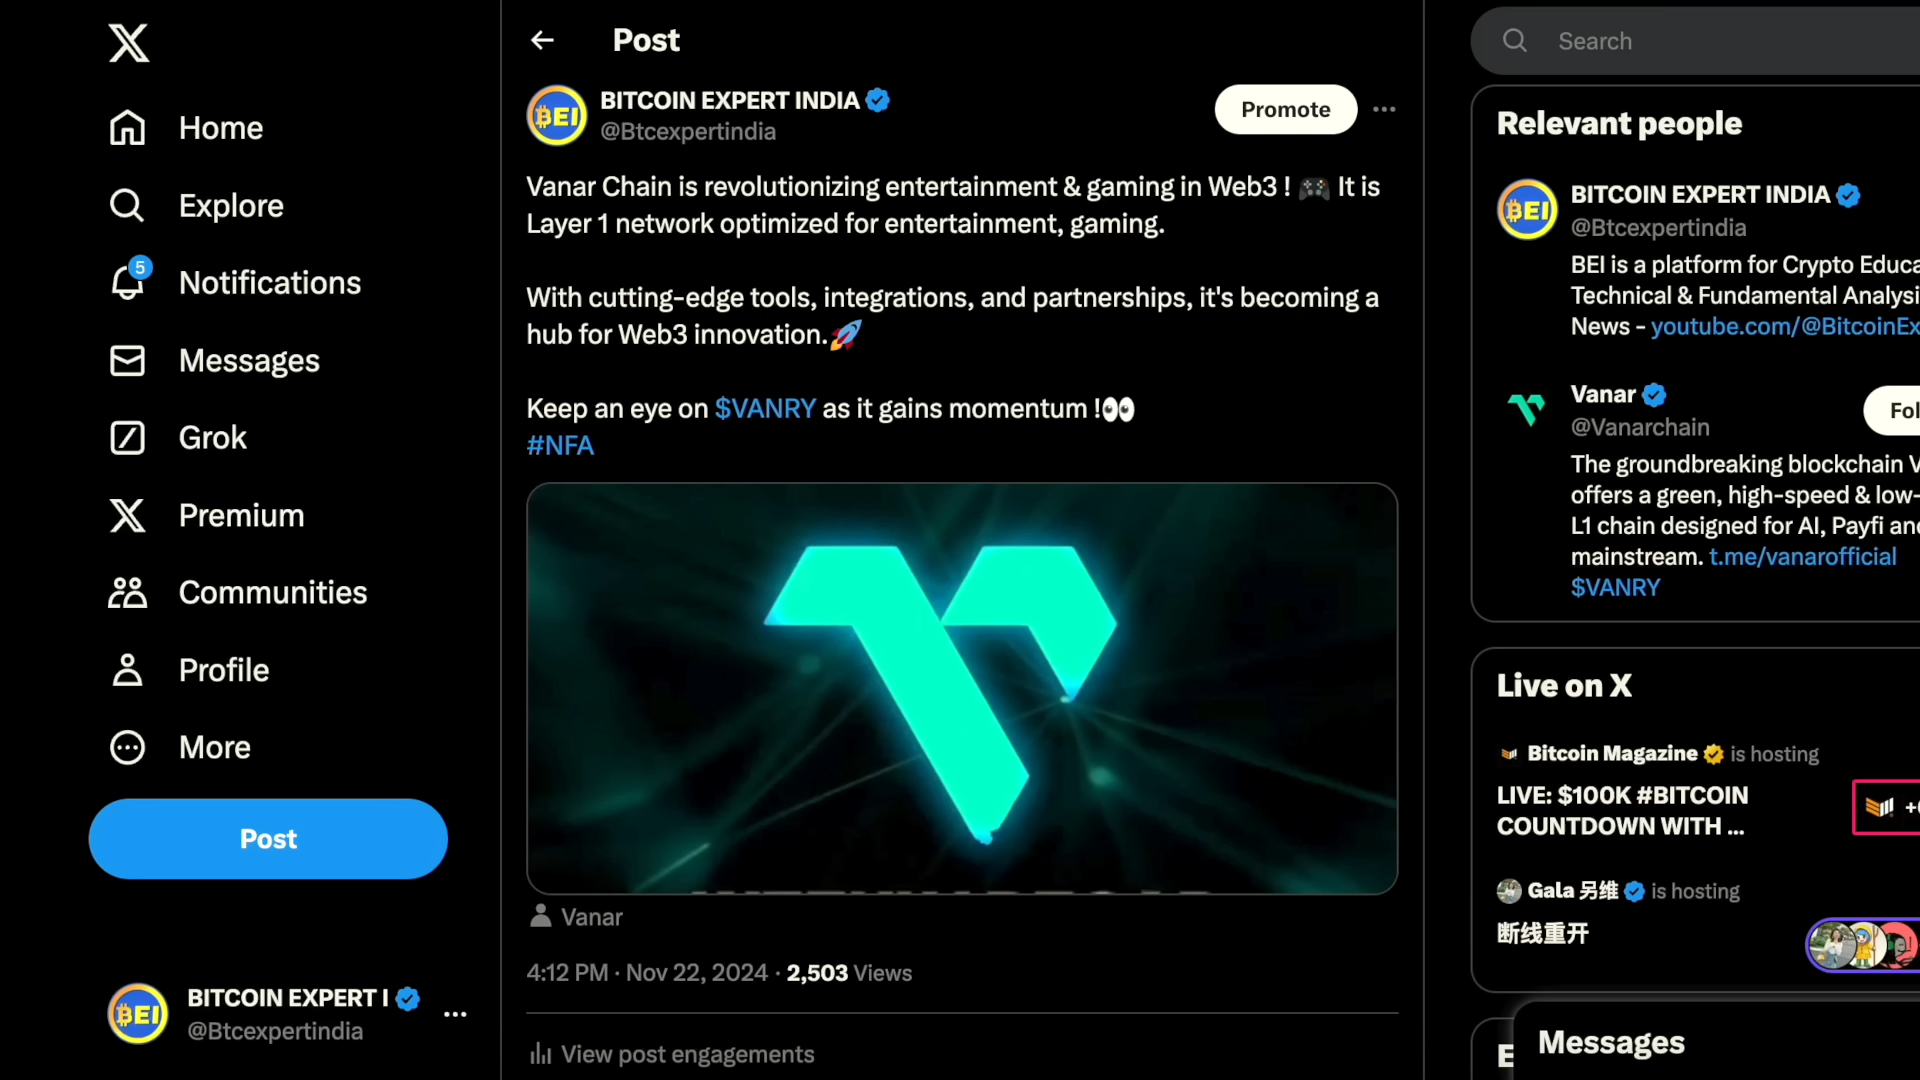 Home
Explore
5
Notifications
Messages
Grok
Premium
Communities
Profile
More
Post
BEI
BITCOIN EXPERT I
@Btcexpertindia
Post
BEI
BITCOIN EXPERT INDIA
@Btcexpertindia
Promote
Vanar Chain is revolutionizing entertainment & gaming in Web3 ! 🎮 It is
Layer 1 network optimized for entertainment, gaming.
With cutting-edge tools, integrations, and partnerships, it's becoming a
hub for Web3 innovation.🚀
Keep an eye on $VANRY as it gains momentum !👀
#NFA
Vanar
4:12 PM · Nov 22, 2024 · 2,503 Views
View post engagements
Search
Relevant people
BEI
BITCOIN EXPERT INDIA
@Btcexpertindia
BEI is a platform for Crypto Educa
Technical & Fundamental Analysi
News - youtube.com/@BitcoinEx
Vanar
@Vanarchain
Fol
The groundbreaking blockchain V
offers a green, high-speed & low-
L1 chain designed for AI, Payfi and
mainstream. t.me/vanarofficial
$VANRY
Live on X
Bitcoin Magazine is hosting
LIVE: $100K #BITCOIN
COUNTDOWN WITH ...
Gala 另维 is hosting
断线重开
Messages